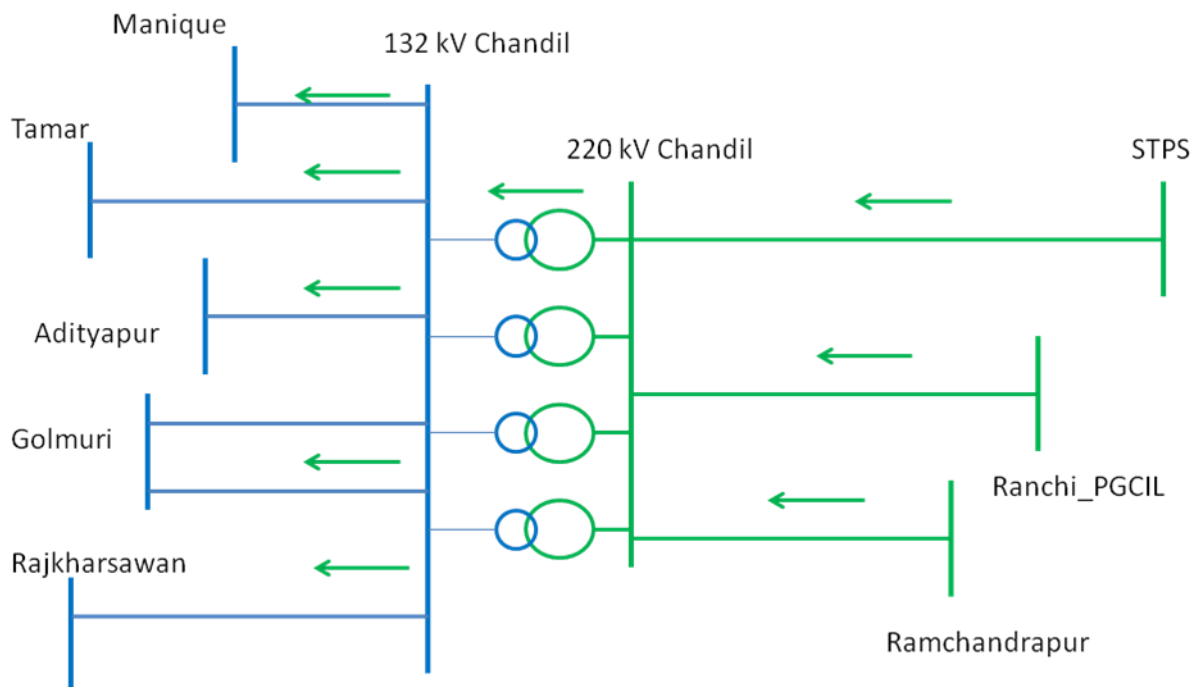 Manique
132 kV Chandil
Tamar
220 kV Chandil
STPS
Adityapur
Golmuri
Ranchi_PGCIL
Rajkharsawan
Ramchandrapur